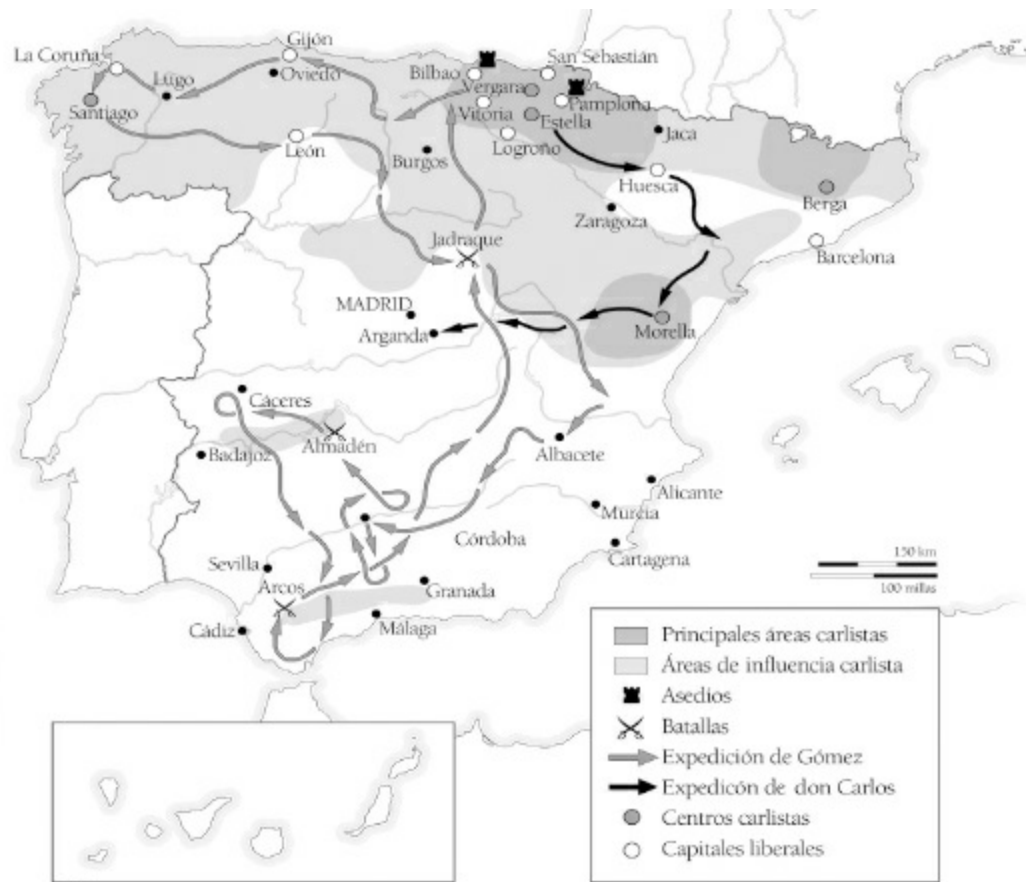 La Coruña
Gijón
Lugo
Oviedo
Santiago
León
Bilbao
San Sebastián
Vergara
Vitoria
Pamplona
Estella
Logroño
Jaca
Burgos
Huesca
Berga
Zaragoza
Barcelona
Jadraque
MADRID
Arganda
Morella
Cáceres
Badajoz
Almadén
Albacete
Alicante
Murcia
Córdoba
Cartagena
Sevilla
Arcos
Granada
Cádiz
Málaga
150 km
100 millas
Principales áreas carlistas
Áreas de influencia carlista
Asedios
Batallas
Expedición de Gómez
Expedicón de don Carlos
Centros carlistas
Capitales liberales